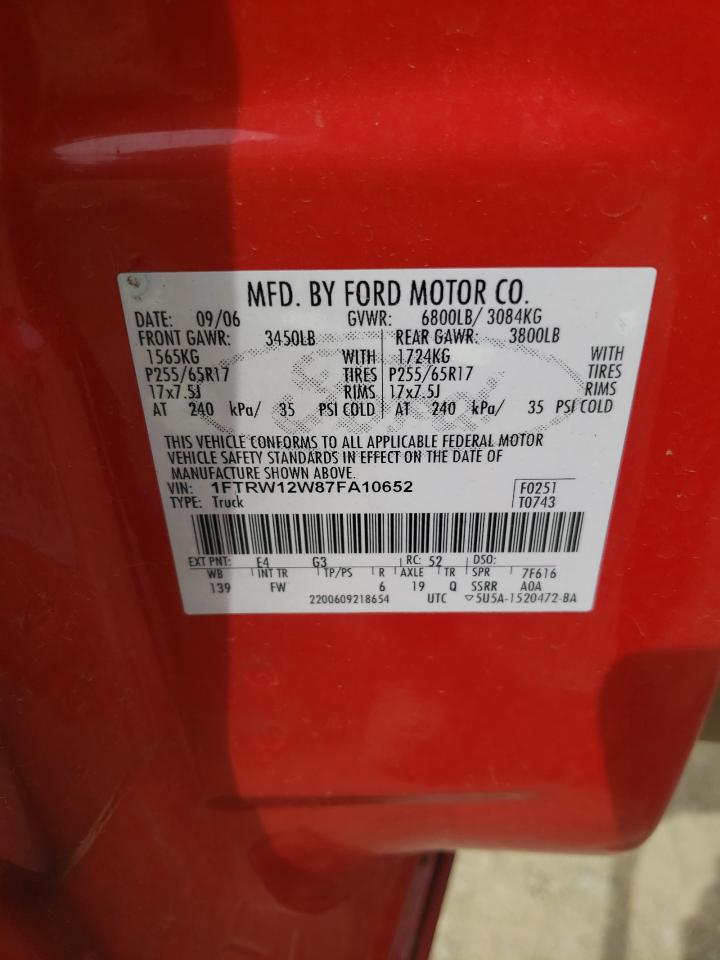 MFD. BY FORD MOTOR CO.
DATE: 09/06 GVWR: 6800LB/ 3084KG
FRONT GAWR: 3450LB REAR GAWR: 3800LB
1565KG WITH 1724KG WITH
P255/65R17 TIRES P255/65R17 TIRES
17x7.5J RIMS 17x7.5J RIMS
AT 240 kPa/ 35 PSI COLD AT 240 kPa/ 35 PSI COLD
THIS VEHICLE CONFORMS TO ALL APPLICABLE FEDERAL MOTOR
VEHICLE SAFETY STANDARDS IN EFFECT ON THE DATE OF
MANUFACTURE SHOWN ABOVE.
VIN: 1FTRW12W87FA10652 F0251
TYPE: Truck T0743
EXT PNT: E4 G3 RC: 52 DSO:
WB INT TR TP/PS R AXLE TR SPR 7F616
139 FW 6 19 Q SSRR A0A
2200609218654 UTC ▽5U5A-1520472-BA
Ford